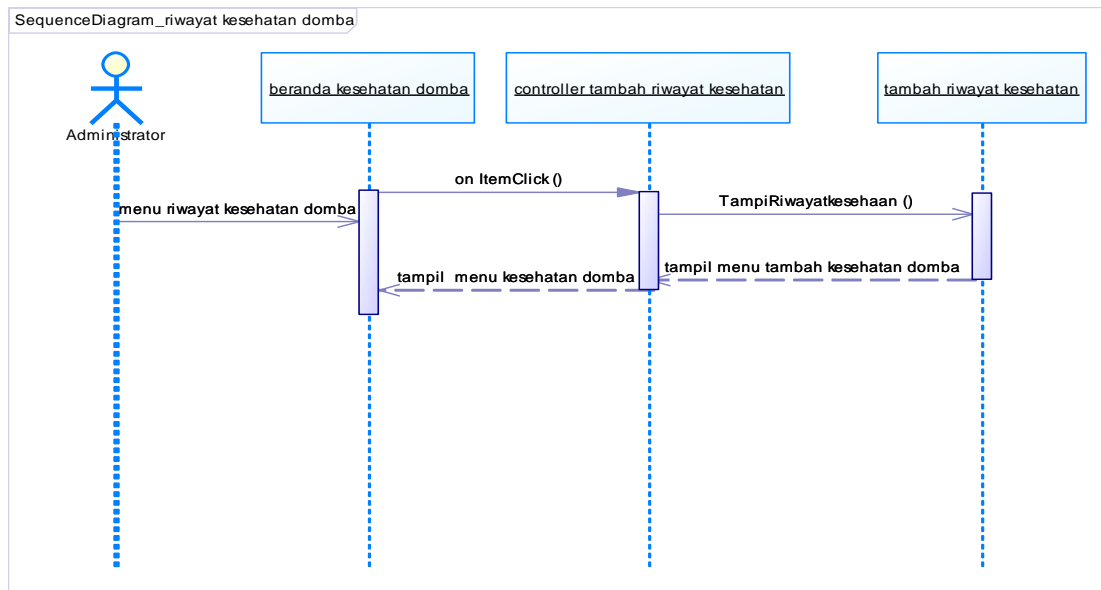 SequenceDiagram_riwayat kesehatan domba
beranda kesehatan domba
controller tambah riwayat kesehatan
tambah riwayat kesehatan
Administrator
on ItemClick ()
menu riwayat kesehatan domba
TampiRiwayatkesehaan ()
tampil menu kesehatan domba
tampil menu tambah kesehatan domba